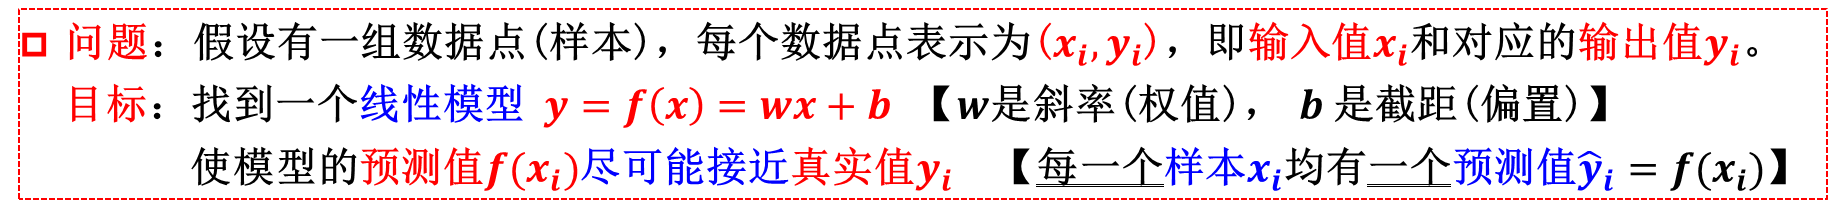 问题：假设有一组数据点(样本)，每个数据点表示为(xᵢ, yᵢ)，即输入值xᵢ和对应的输出值yᵢ。
目标：找到一个线性模型 y = f(x) = wx + b 【w是斜率(权值)， b 是截距(偏置)】
使模型的预测值f(xᵢ)尽可能接近真实值yᵢ 【每一个样本xᵢ均有一个预测值ŷᵢ = f(xᵢ)】